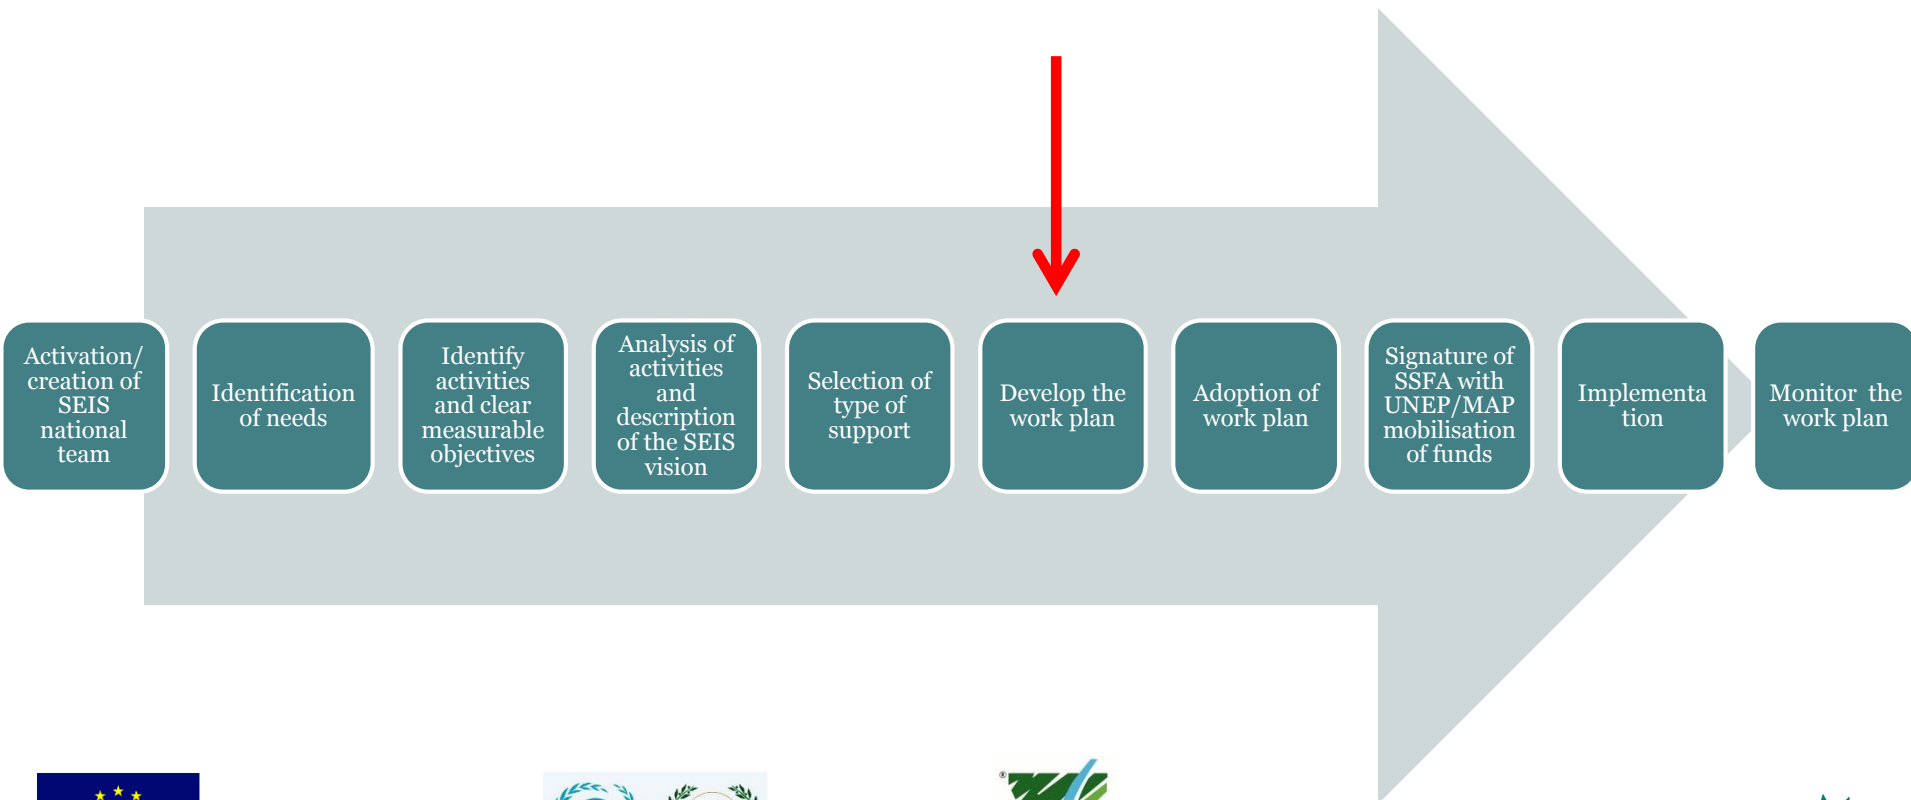 Activation/
creation of
SEIS
national
team
Identification
of needs
Identify
activities
and clear
measurable
objectives
Analysis of
activities
and
description
of the SEIS
vision
Selection of
type of
support
Develop the
work plan
Adoption of
work plan
Signature of
SSFA with
UNEP/MAP
mobilisation
of funds
Implementa
tion
Monitor the
work plan
®